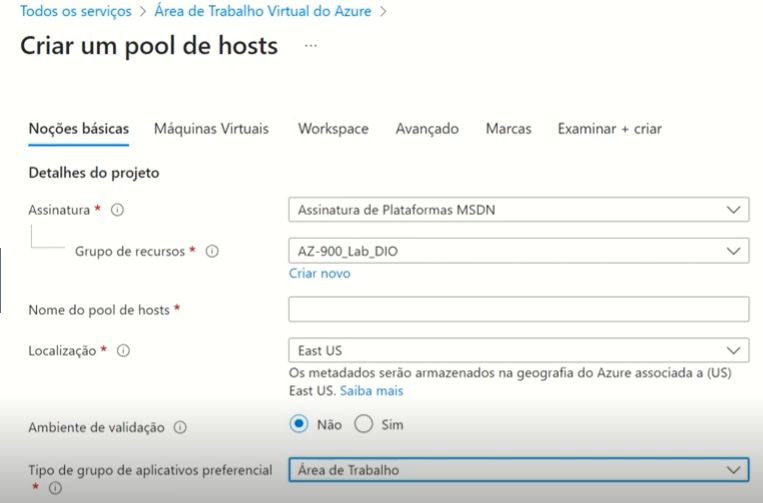 Todos os serviços > Área de Trabalho Virtual do Azure >
Criar um pool de hosts ...
Noções básicas Máquinas Virtuais Workspace Avançado Marcas Examinar + criar
Detalhes do projeto
Assinatura * Assinatura de Plataformas MSDN
Grupo de recursos * AZ-900_Lab_DIO
Criar novo
Nome do pool de hosts *
Localização * East US
Os metadados serão armazenados na geografia do Azure associada a (US)
East US. Saiba mais
Ambiente de validação Não Sim
Tipo de grupo de aplicativos preferencial Área de Trabalho
*